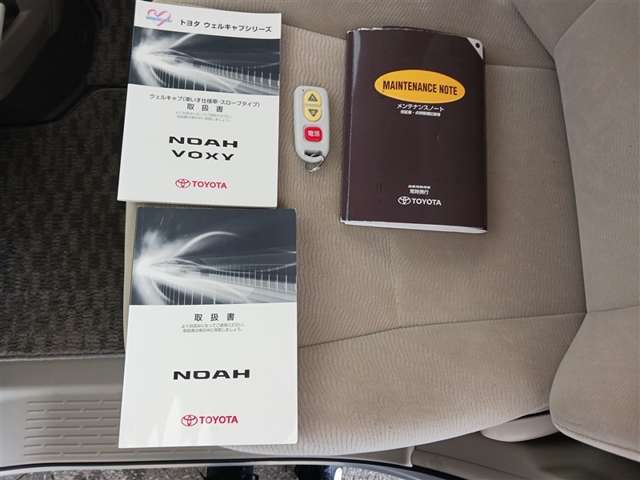 トヨタ ウェルキャブシリーズ
ウェルキャブ(車いす仕様車・スロープタイプ)
取扱書
NOAH
VOXY
TOYOTA
電源
MAINTENANCE NOTE
メンテナンスノート
TOYOTA
取扱書
NOAH
TOYOTA